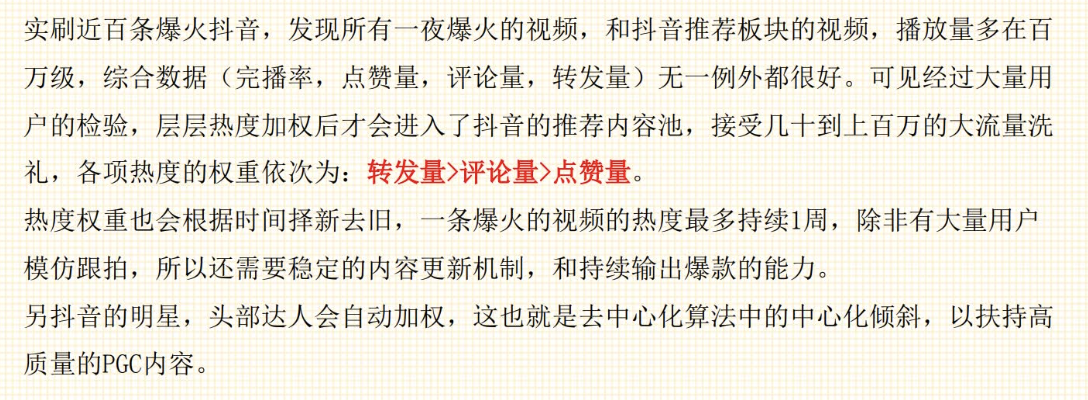 实刷近百条爆火抖音，发现所有一夜爆火的视频，和抖音推荐板块的视频，播放量多在百
万级，综合数据（完播率，点赞量，评论量，转发量）无一例外都很好。可见经过大量用
户的检验，层层热度加权后才会进入了抖音的推荐内容池，接受几十到上百万的大流量洗
礼，各项热度的权重依次为：转发量>评论量>点赞量。
热度权重也会根据时间择新去旧，一条爆火的视频的热度最多持续1周，除非有大量用户
模仿跟拍，所以还需要稳定的内容更新机制，和持续输出爆款的能力。
另抖音的明星，头部达人会自动加权，这也就是去中心化算法中的中心化倾斜，以扶持高
质量的PGC内容。